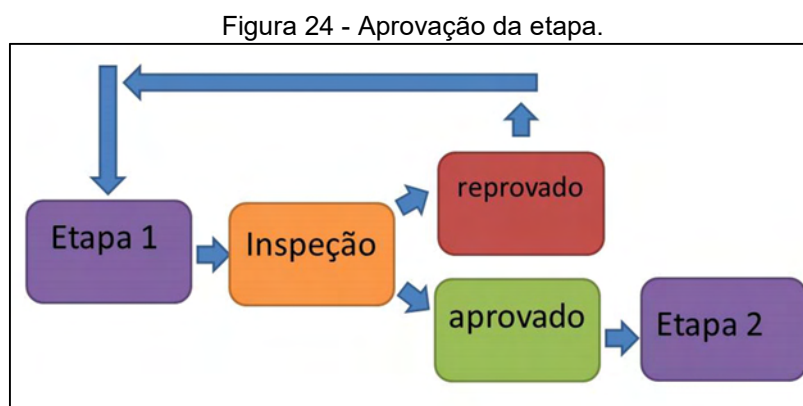 Figura 24 - Aprovação da etapa.
reprovado
Etapa 1
Inspeção
aprovado
Etapa 2